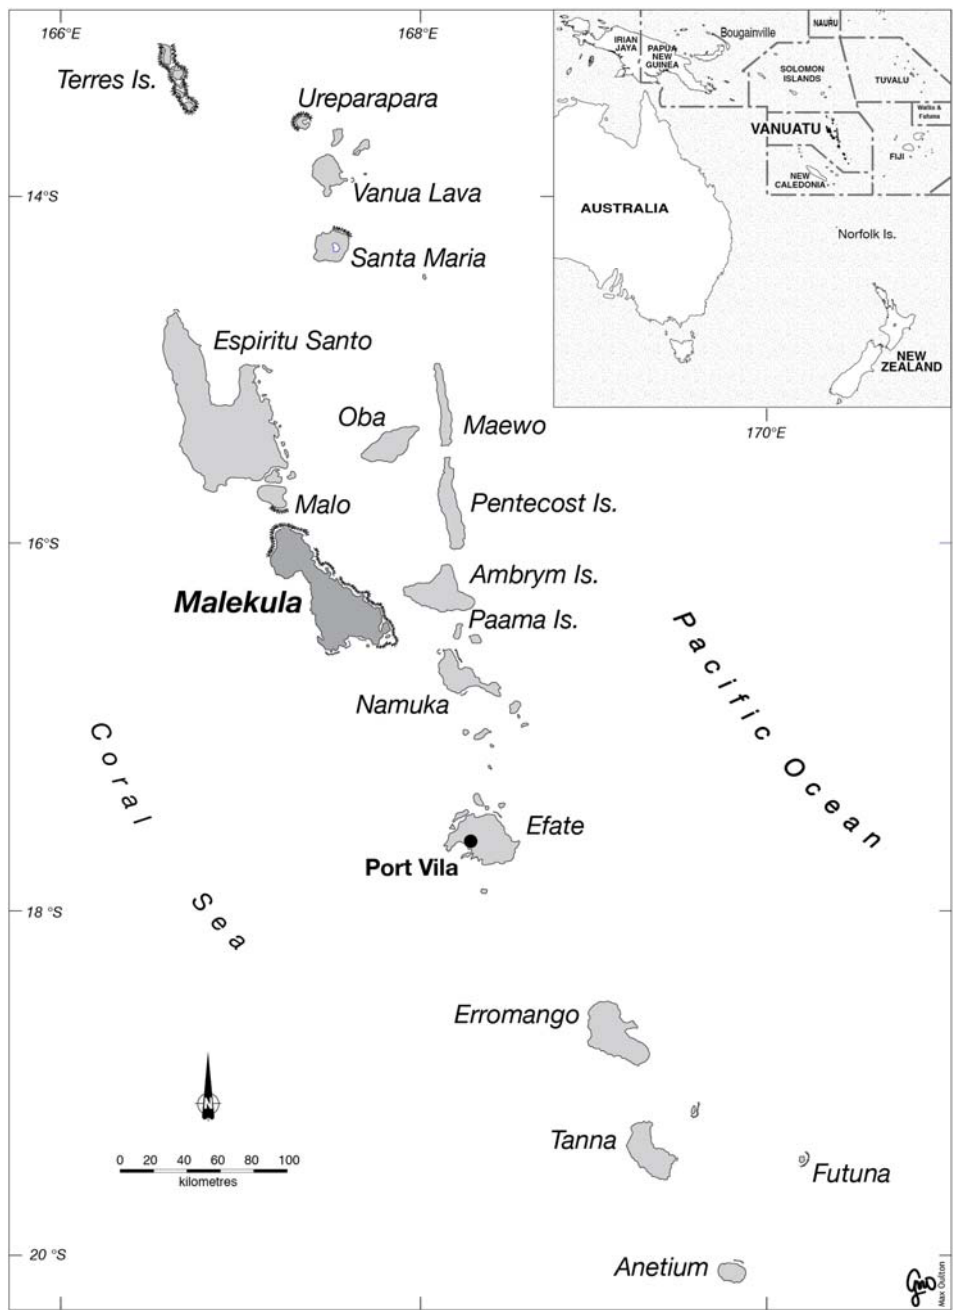 166°E
168°E
Terres Is.
Ureparapara
Vanua Lava
14°S
Santa Maria
IRIAN
JAYA
PAPUA
NEW
GUINEA
Bougainville
NAURU
SOLOMON
ISLANDS
TUVALU
Wallis &
Futuna
VANUATU
FIJI
NEW
CALEDONIA
AUSTRALIA
Norfolk Is.
NEW
ZEALAND
170°E
Espiritu Santo
Oba
Maewo
Malo
Pentecost Is.
16°S
Ambrym Is.
Malekula
Paama Is.
Namuka
Pacific Ocean
Coral Sea
Efate
Port Vila
18 °S
Erromango
N
Tanna
0 20 40 60 80 100
kilometres
Futuna
20 °S
Anetium
Max Oulton